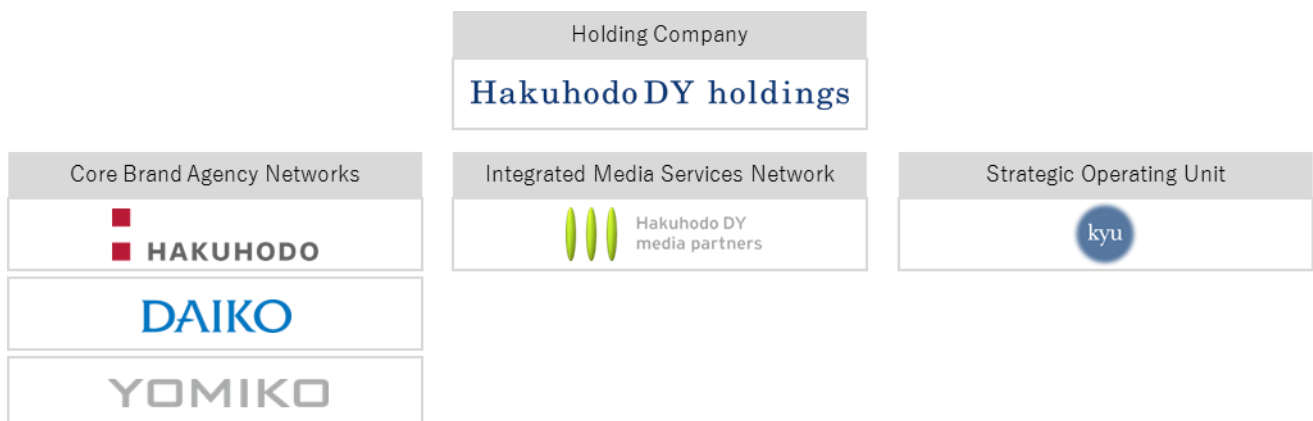 Holding Company
Hakuhodo DY holdings
Core Brand Agency Networks
HAKUHODO
DAIKO
YOMIKO
Integrated Media Services Network
Hakuhodo DY
media partners
Strategic Operating Unit
kyu